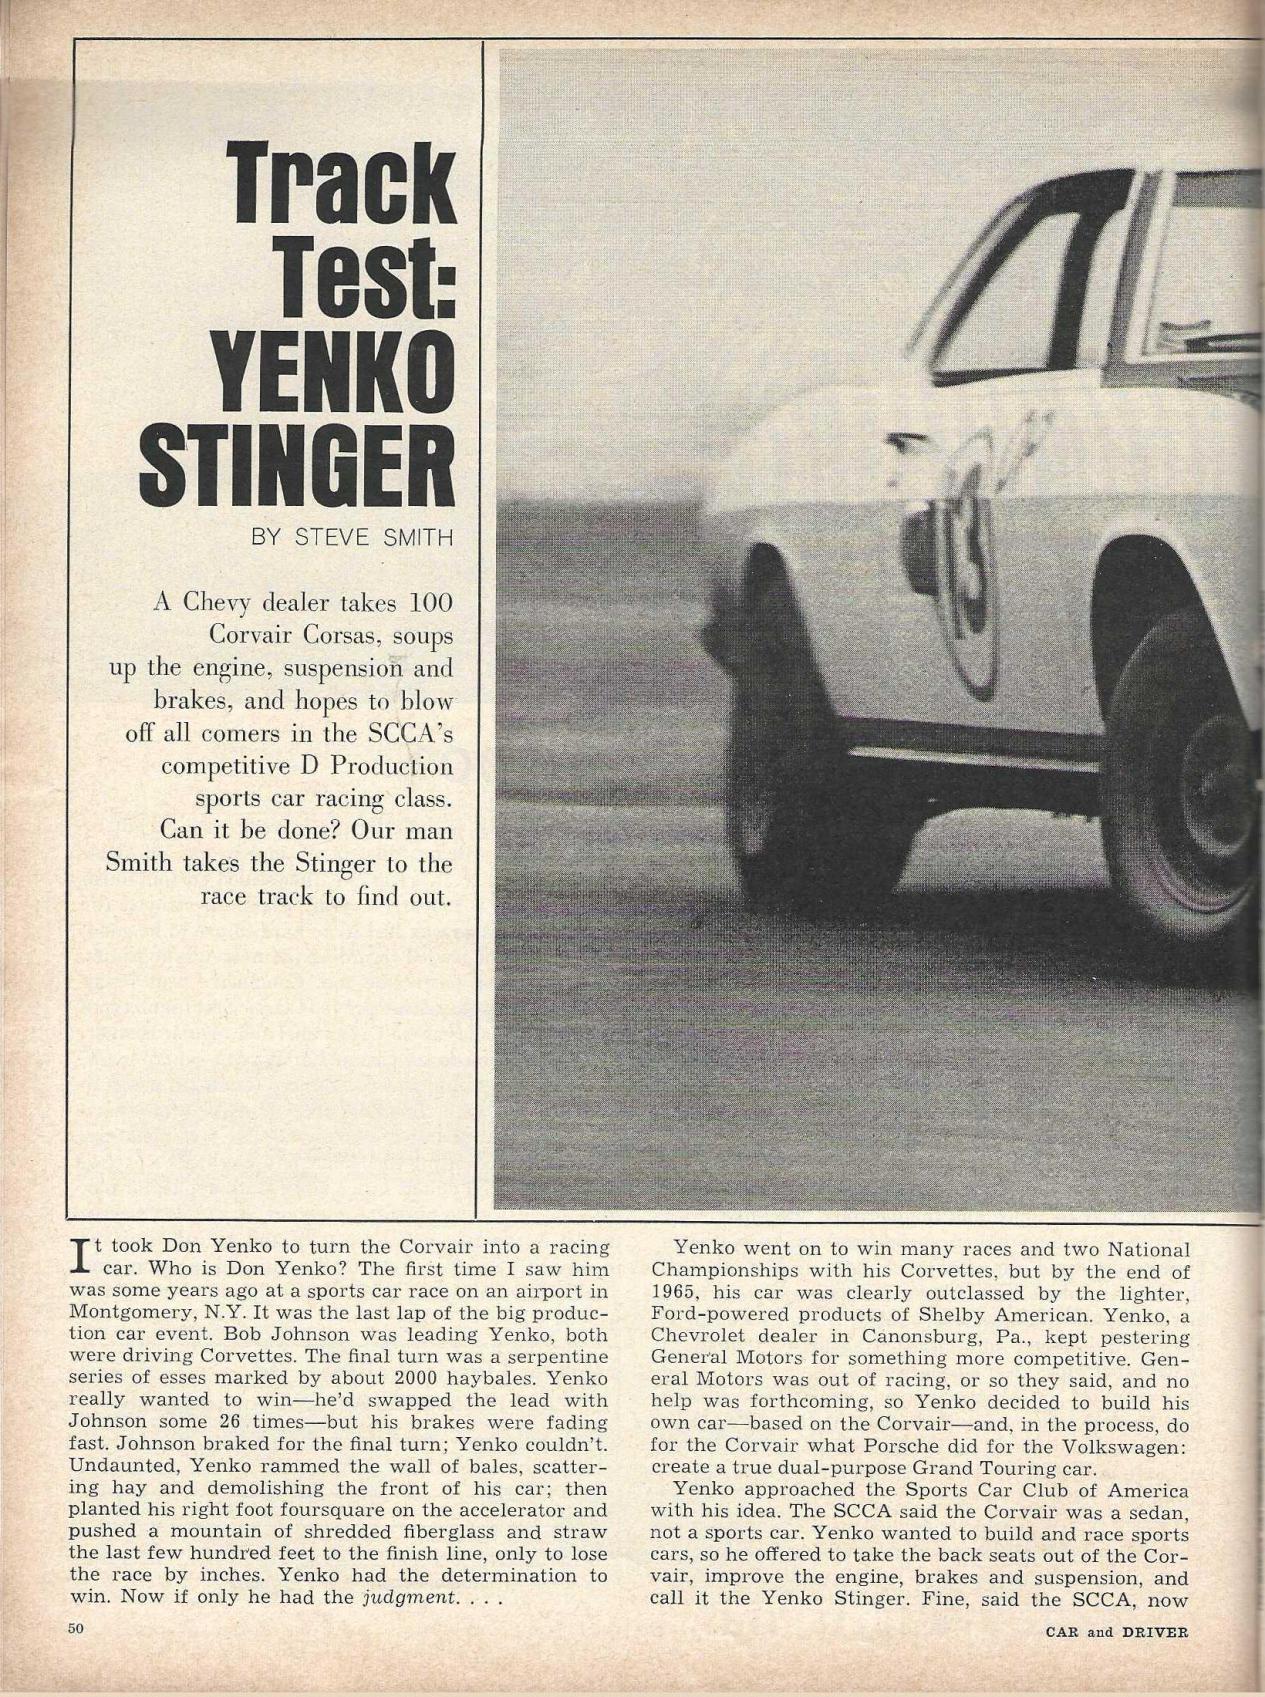 Track
Test:
YENKO
STINGER
BY STEVE SMITH
A Chevy dealer takes 100
Corvair Corsas, soups
up the engine, suspension and
brakes, and hopes to blow
off all comers in the SCCA's
competitive D Production
sports car racing class.
Can it be done? Our man
Smith takes the Stinger to the
race track to find out.
It took Don Yenko to turn the Corvair into a racing
car. Who is Don Yenko? The first time I saw him
was some years ago at a sports car race on an airport in
Montgomery, N.Y. It was the last lap of the big produc-
tion car event. Bob Johnson was leading Yenko, both
were driving Corvettes. The final turn was a serpentine
series of esses marked by about 2000 haybales. Yenko
really wanted to win—he'd swapped the lead with
Johnson some 26 times—but his brakes were fading
fast. Johnson braked for the final turn; Yenko couldn't.
Undaunted, Yenko rammed the wall of bales, scatter-
ing hay and demolishing the front of his car; then
planted his right foot foursquare on the accelerator and
pushed a mountain of shredded fiberglass and straw
the last few hundred feet to the finish line, only to lose
the race by inches. Yenko had the determination to
win. Now if only he had the judgment. . . .
Yenko went on to win many races and two National
Championships with his Corvettes, but by the end of
1965, his car was clearly outclassed by the lighter,
Ford-powered products of Shelby American. Yenko, a
Chevrolet dealer in Canonsburg, Pa., kept pestering
General Motors for something more competitive. Gen-
eral Motors was out of racing, or so they said, and no
help was forthcoming, so Yenko decided to build his
own car—based on the Corvair—and, in the process, do
for the Corvair what Porsche did for the Volkswagen:
create a true dual-purpose Grand Touring car.
Yenko approached the Sports Car Club of America
with his idea. The SCCA said the Corvair was a sedan,
not a sports car. Yenko wanted to build and race sports
cars, so he offered to take the back seats out of the Cor-
vair, improve the engine, brakes and suspension, and
call it the Yenko Stinger. Fine, said the SCCA, now
50
CAR and DRIVER